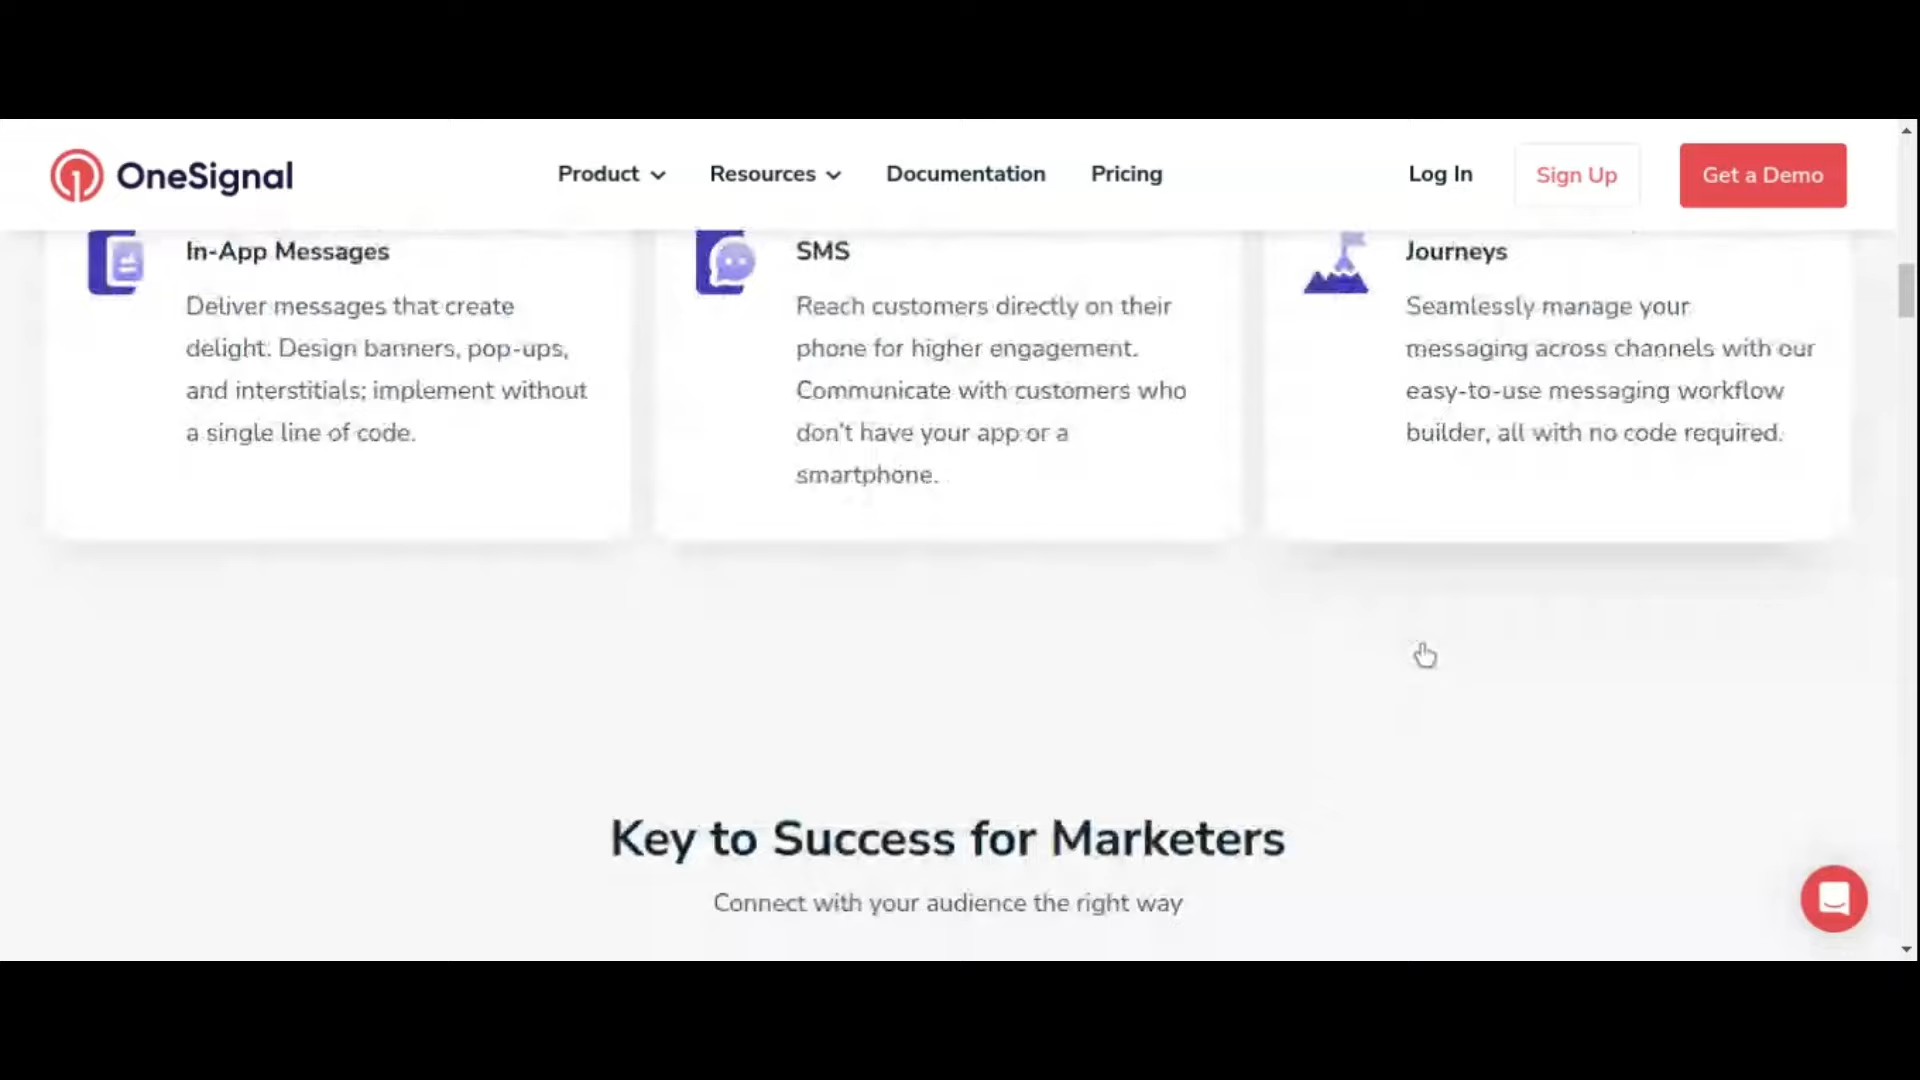 OneSignal
Product
Resources
Documentation
Pricing
Log In
Sign Up
Get a Demo
In-App Messages
Deliver messages that create
delight. Design banners, pop-ups,
and interstitials; implement without
a single line of code.
SMS
Reach customers directly on their
phone for higher engagement.
Communicate with customers who
don't have your app or a
smartphone.
Journeys
Seamlessly manage your
messaging across channels with our
easy-to-use messaging workflow
builder, all with no code required.
Key to Success for Marketers
Connect with your audience the right way